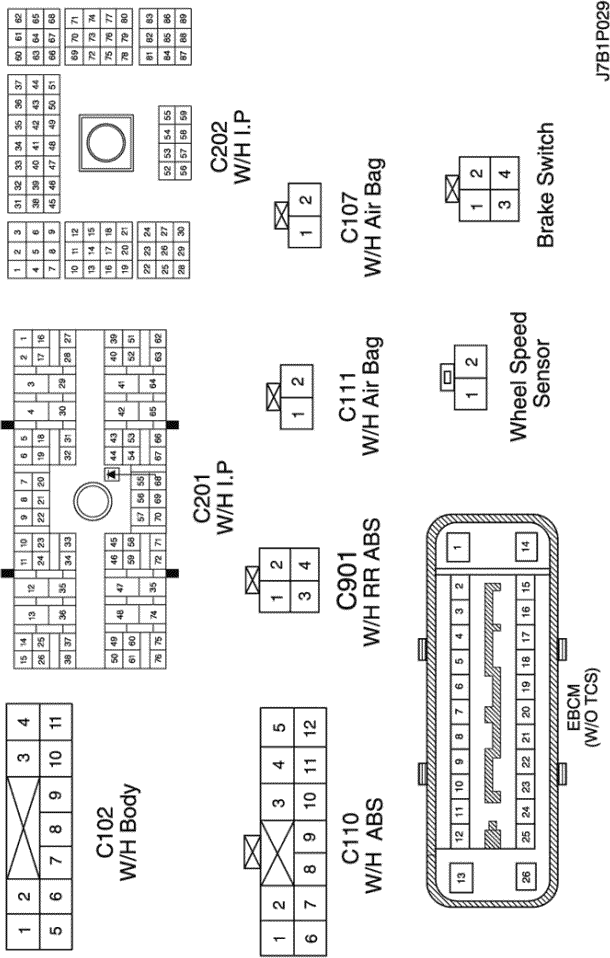 1 2 3 4
5 6 7 8 9 10 11
C102
W/H Body
15 14 13 12 11 10 9 8 7 6 5 4 3 2 1
26 25 36 35 24 23 22 21 20 19 18 30 29 17 16
38 37 34 33 32 31 28 27
50 49 48 47 46 45 44 43 42 41 40 39
61 60 59 58 57 56 55 54 53 52 51
76 75 74 35 72 71 70 69 68 67 66 65 64 63 62
C201
W/H I.P
1 2 3 31 32 33 34 35 36 37 60 61 62
4 5 6 38 39 40 41 42 43 44 63 64 65
7 8 9 45 46 47 48 49 50 51 66 67 68
10 11 12 69 70 71
13 14 15 72 73 74
16 17 18 75 76 77
19 20 21 78 79 80
22 23 24 81 82 83
25 26 27 52 53 54 55 84 85 86
28 29 30 56 57 58 59 87 88 89
C202
W/H I.P
1 2 3 4 5
6 7 8 9 10 11 12
C110
W/H ABS
1 2
3 4
C901
W/H RR ABS
1 2
C111
W/H Air Bag
1 2
C107
W/H Air Bag
13 12 11 10 9 8 7 6 5 4 3 2 1
26 25 24 23 22 21 20 19 18 17 16 15 14
EBCM
(W/O TCS)
1 2
Wheel Speed
Sensor
1 2
3 4
Brake Switch
J7B1P029